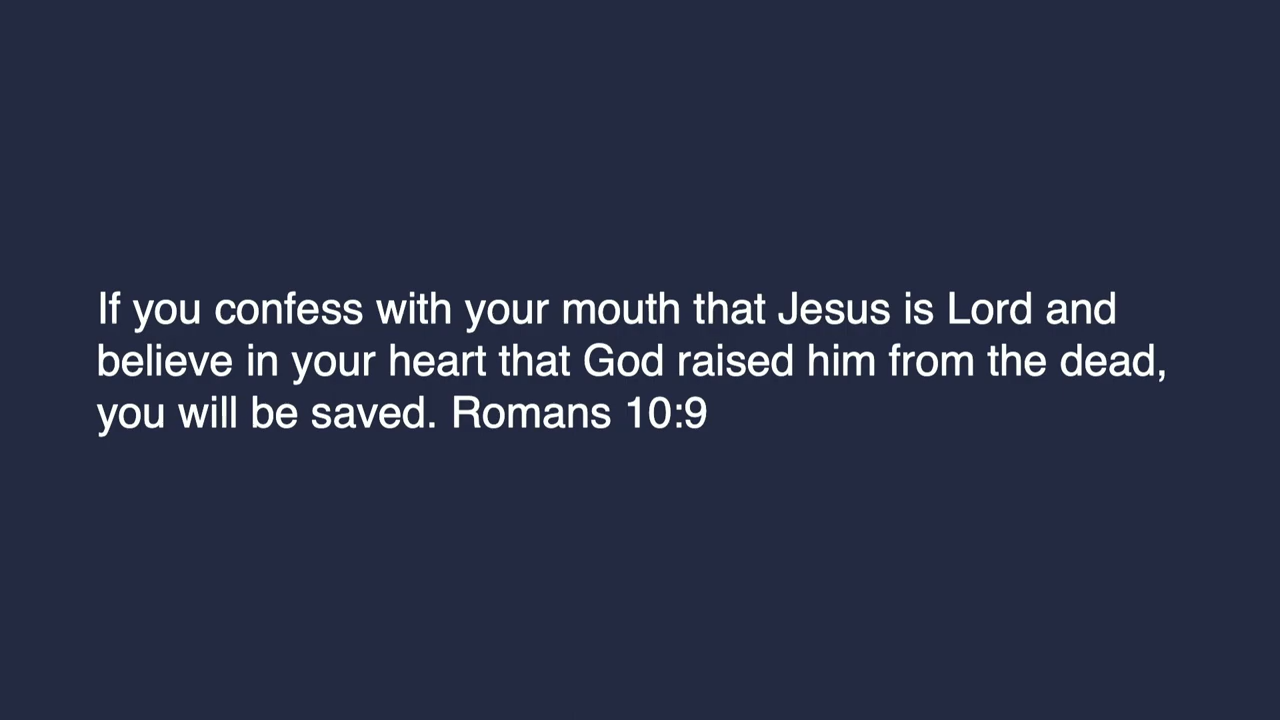 If you confess with your mouth that Jesus is Lord and
believe in your heart that God raised him from the dead,
you will be saved. Romans 10:9